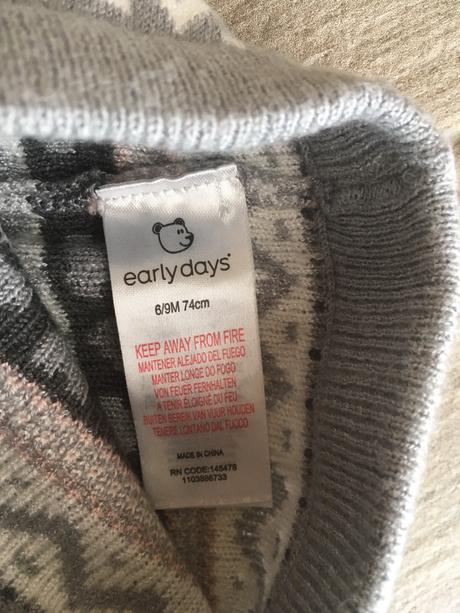 early days
6/9M 74cm
KEEP AWAY FROM FIRE
MANTENER ALEJADO DEL FUEGO
MANTER LONGE DO FOGO
VON FEUER FERNHALTEN
A TENIR ÉLOIGNÉ DU FEU
BUITEN BEREIK VAN VUUR HOUDEN
TENERE LONTANO DAL FUOCO
MADE IN CHINA
RN CODE:145478
1103886733